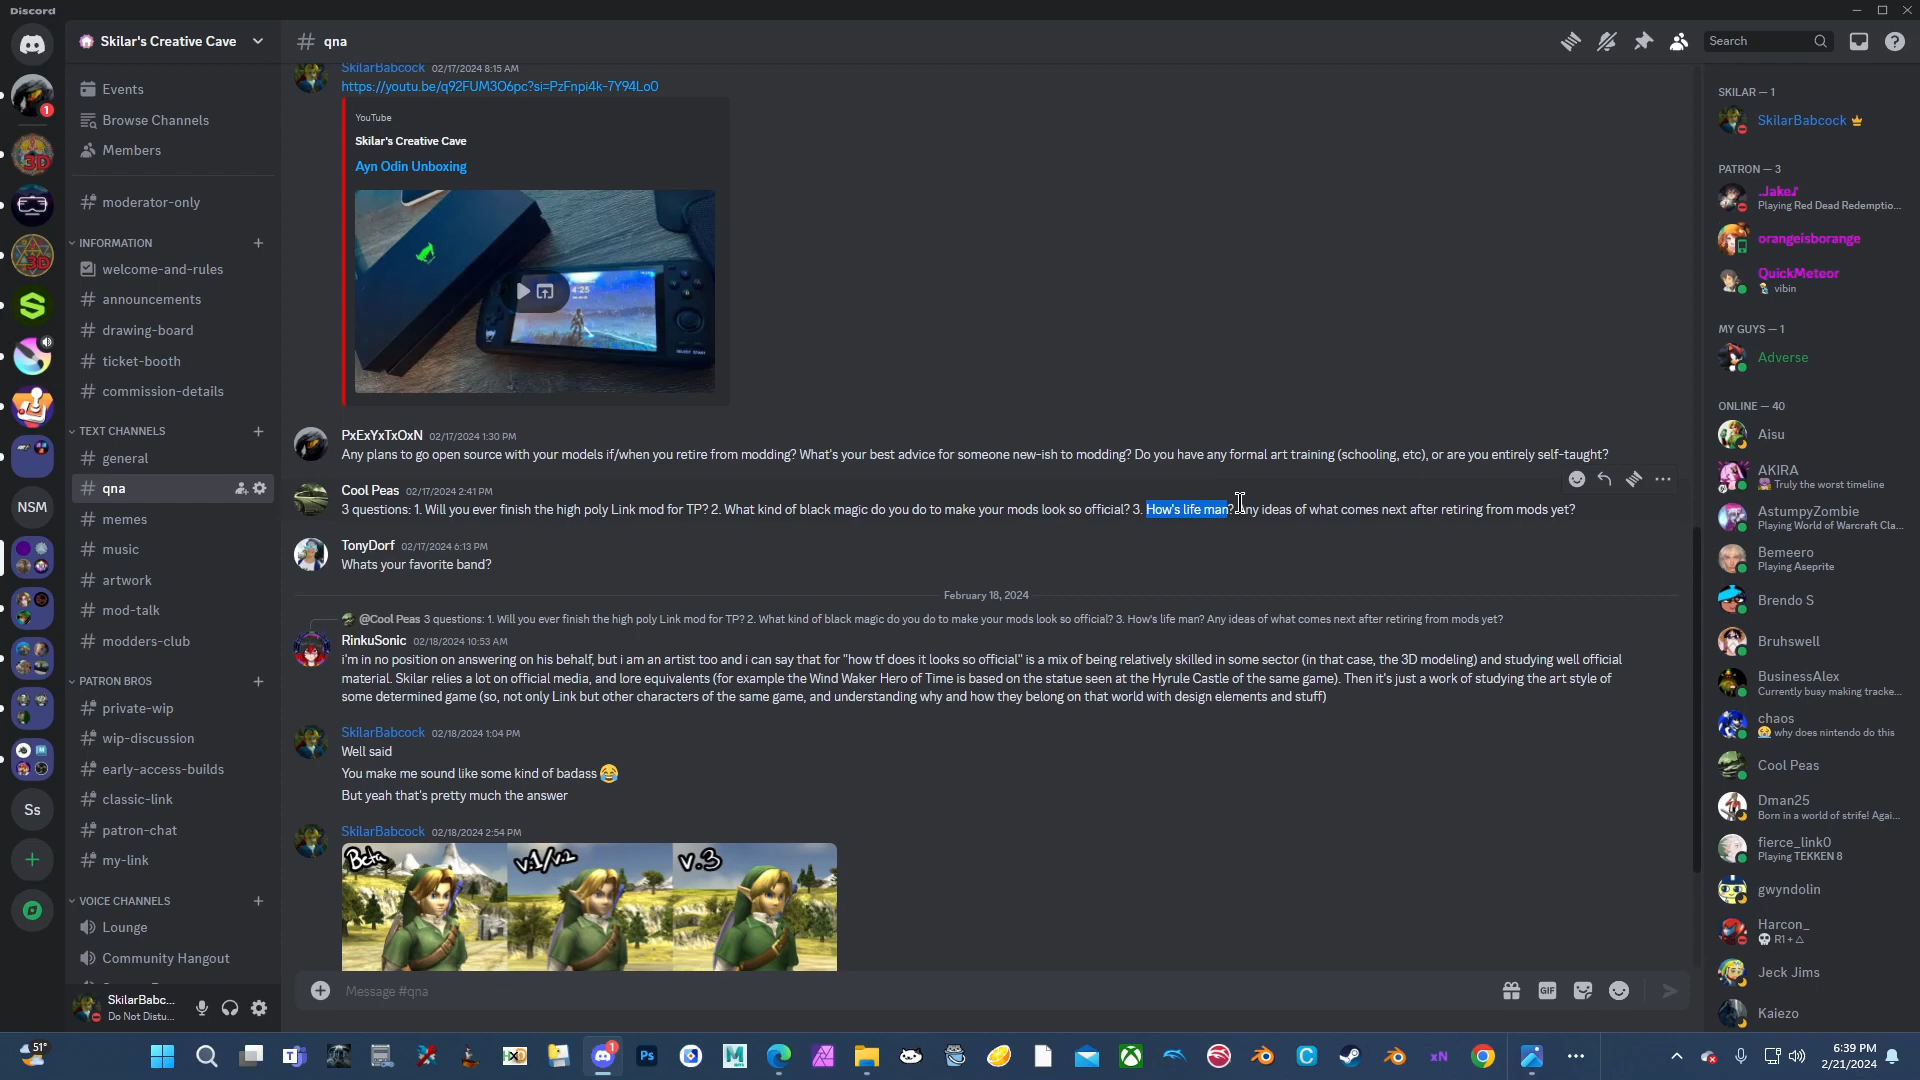 Discord
Skilar's Creative Cave
qna
Search
Events
Browse Channels
Members
moderator-only
INFORMATION
welcome-and-rules
announcements
drawing-board
ticket-booth
commission-details
TEXT CHANNELS
general
qna
memes
music
artwork
mod-talk
modders-club
PATRON BROS
private-wip
wip-discussion
early-access-builds
classic-link
patron-chat
my-link
VOICE CHANNELS
Lounge
Community Hangout
SkilarBabc...
Do Not Distu...
1
3D
3D
NSM
Ss
SkilarBabcock 02/17/2024 8:15 AM
https://youtu.be/q92FUM3O6pc?si=PzFnpi4k-7Y94Lo0
YouTube
Skilar's Creative Cave
Ayn Odin Unboxing
4:25
PxExYxTxOxN 02/17/2024 1:30 PM
Any plans to go open source with your models if/when you retire from modding? What's your best advice for someone new-ish to modding? Do you have any formal art training (schooling, etc), or are you entirely self-taught?
Cool Peas 02/17/2024 2:41 PM
3 questions: 1. Will you ever finish the high poly Link mod for TP? 2. What kind of black magic do you do to make your mods look so official? 3. How's life man? Any ideas of what comes next after retiring from mods yet?
TonyDorf 02/17/2024 6:13 PM
Whats your favorite band?
February 18, 2024
@Cool Peas 3 questions: 1. Will you ever finish the high poly Link mod for TP? 2. What kind of black magic do you do to make your mods look so official? 3. How's life man? Any ideas of what comes next after retiring from mods yet?
RinkuSonic 02/18/2024 10:53 AM
i'm in no position on answering on his behalf, but i am an artist too and i can say that for "how tf does it looks so official" is a mix of being relatively skilled in some sector (in that case, the 3D modeling) and studying well official
material. Skilar relies a lot on official media, and lore equivalents (for example the Wind Waker Hero of Time is based on the statue seen at the Hyrule Castle of the same game). Then it's just a work of studying the art style of
some determined game (so, not only Link but other characters of the same game, and understanding why and how they belong on that world with design elements and stuff)
SkilarBabcock 02/18/2024 1:04 PM
Well said
You make me sound like some kind of badass 😂
But yeah that's pretty much the answer
SkilarBabcock 02/18/2024 2:54 PM
Beta
v.1/v.2
v.3
Message #qna
GIF
SKILAR — 1
SkilarBabcock
PATRON — 3
.Jake♪
Playing Red Dead Redemptio...
orangeisborange
QuickMeteor
vibin
MY GUYS — 1
Adverse
ONLINE — 40
Aisu
AKIRA
Truly the worst timeline
AstumpyZombie
Playing World of Warcraft Cla...
Bemeero
Playing Aseprite
Brendo S
Bruhswell
BusinessAlex
Currently busy making tracke...
chaos
😭 why does nintendo do this
Cool Peas
Dman25
Born in a world of strife! Agai...
fierce_link0
Playing TEKKEN 8
gwyndolin
Harcon_
💀 R1 + △
Jeck Jims
Kaiezo
51°
HXD
1
Ps
M
C
xN
6:39 PM
2/21/2024